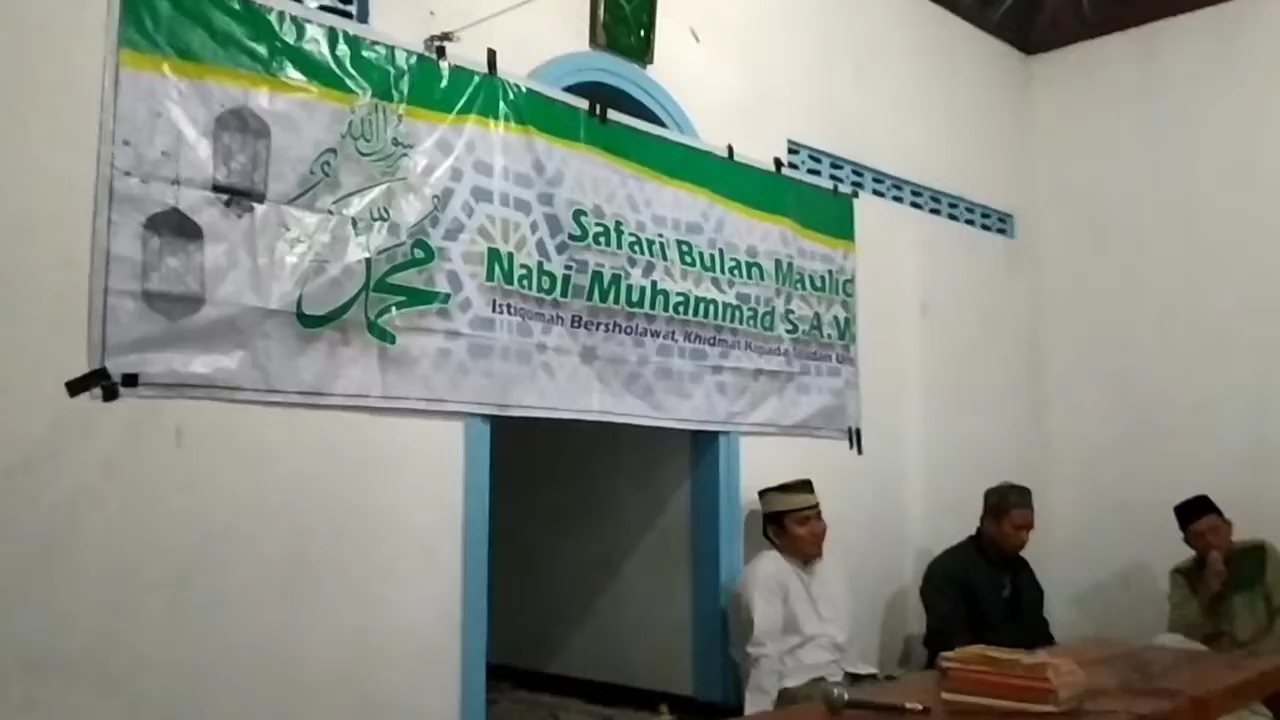 رسول الله
محمد
Safari Bulan Maulid
Nabi Muhammad S.A.W
Istiqomah Bersholawat, Khidmat Kepada